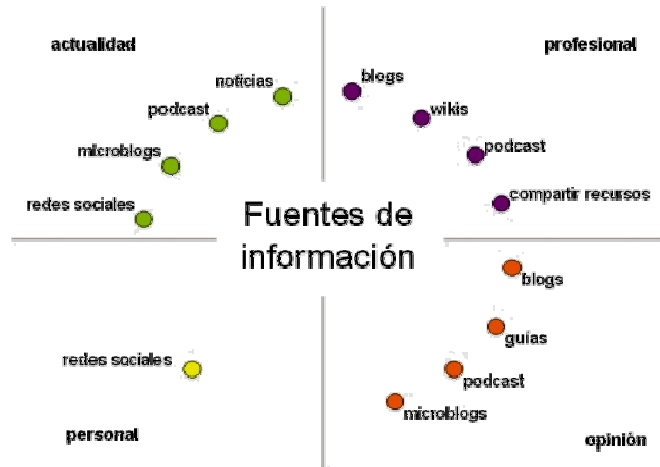 actualidad
noticias
podcast
microblogs
redes sociales
profesional
blogs
wikis
podcast
compartir recursos
Fuentes de
información
redes sociales
personal
blogs
guías
podcast
microblogs
opinión